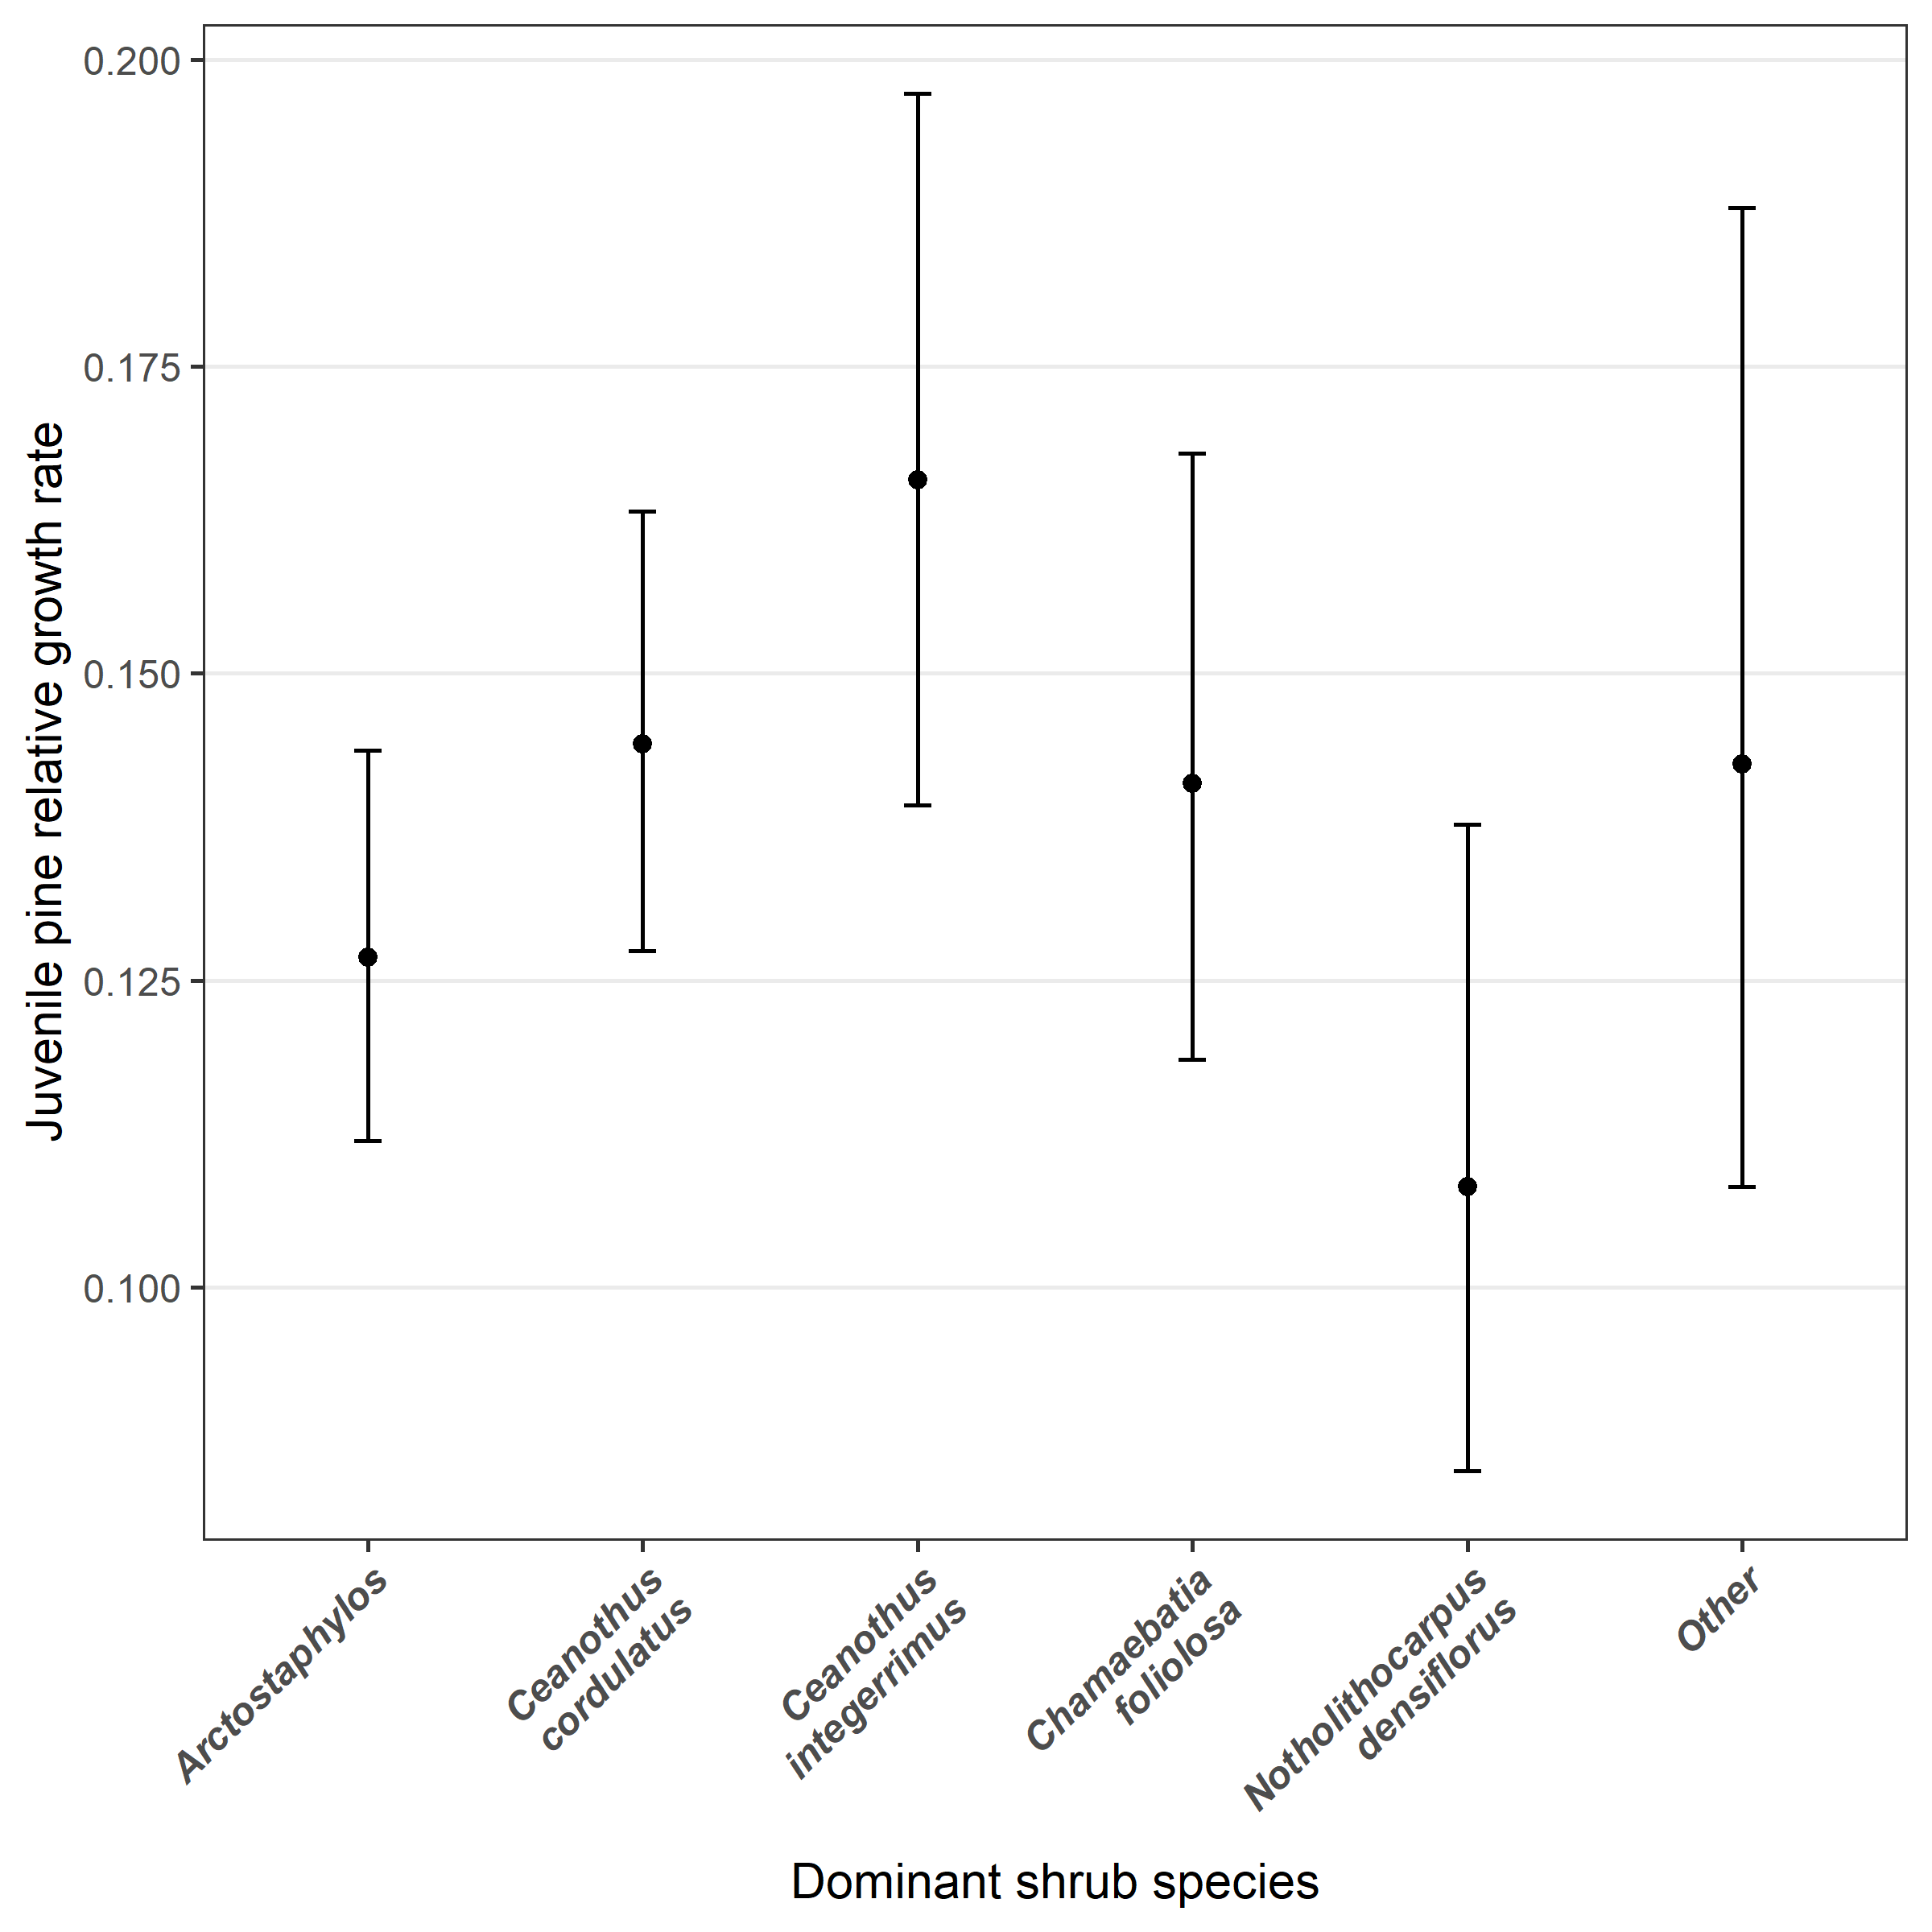 0.200
0.175
0.150
0.125
0.100
Juvenile pine relative growth rate
Arctostaphylos
Ceanothus
cordulatus
Ceanothus
integerrimus
Chamaebatia
foliolosa
Notholithocarpus
densiflorus
Other
Dominant shrub species